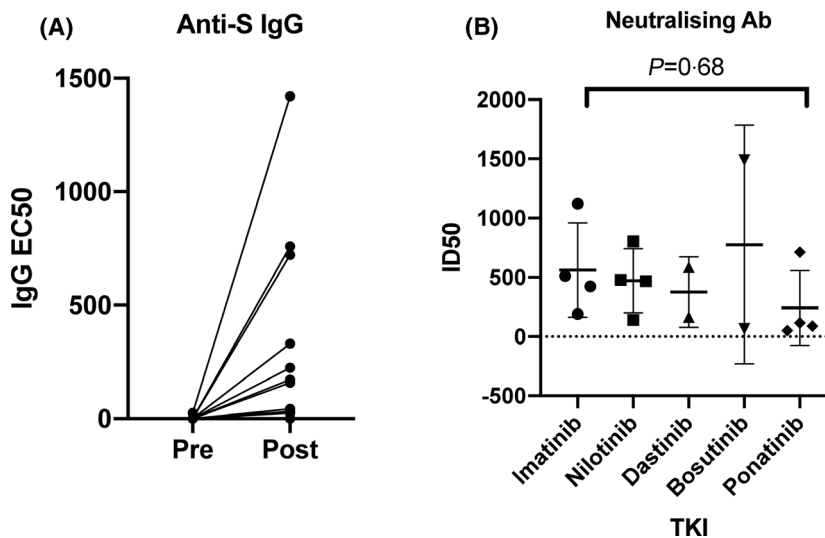 (A)
Anti-S IgG
IgG EC50
1500
1000
500
0
Pre
Post
(B)
Neutralising Ab
P=0·68
ID50
2000
1500
1000
500
0
-500
Imatinib
Nilotinib
Dastinib
Bosutinib
Ponatinib
TKI